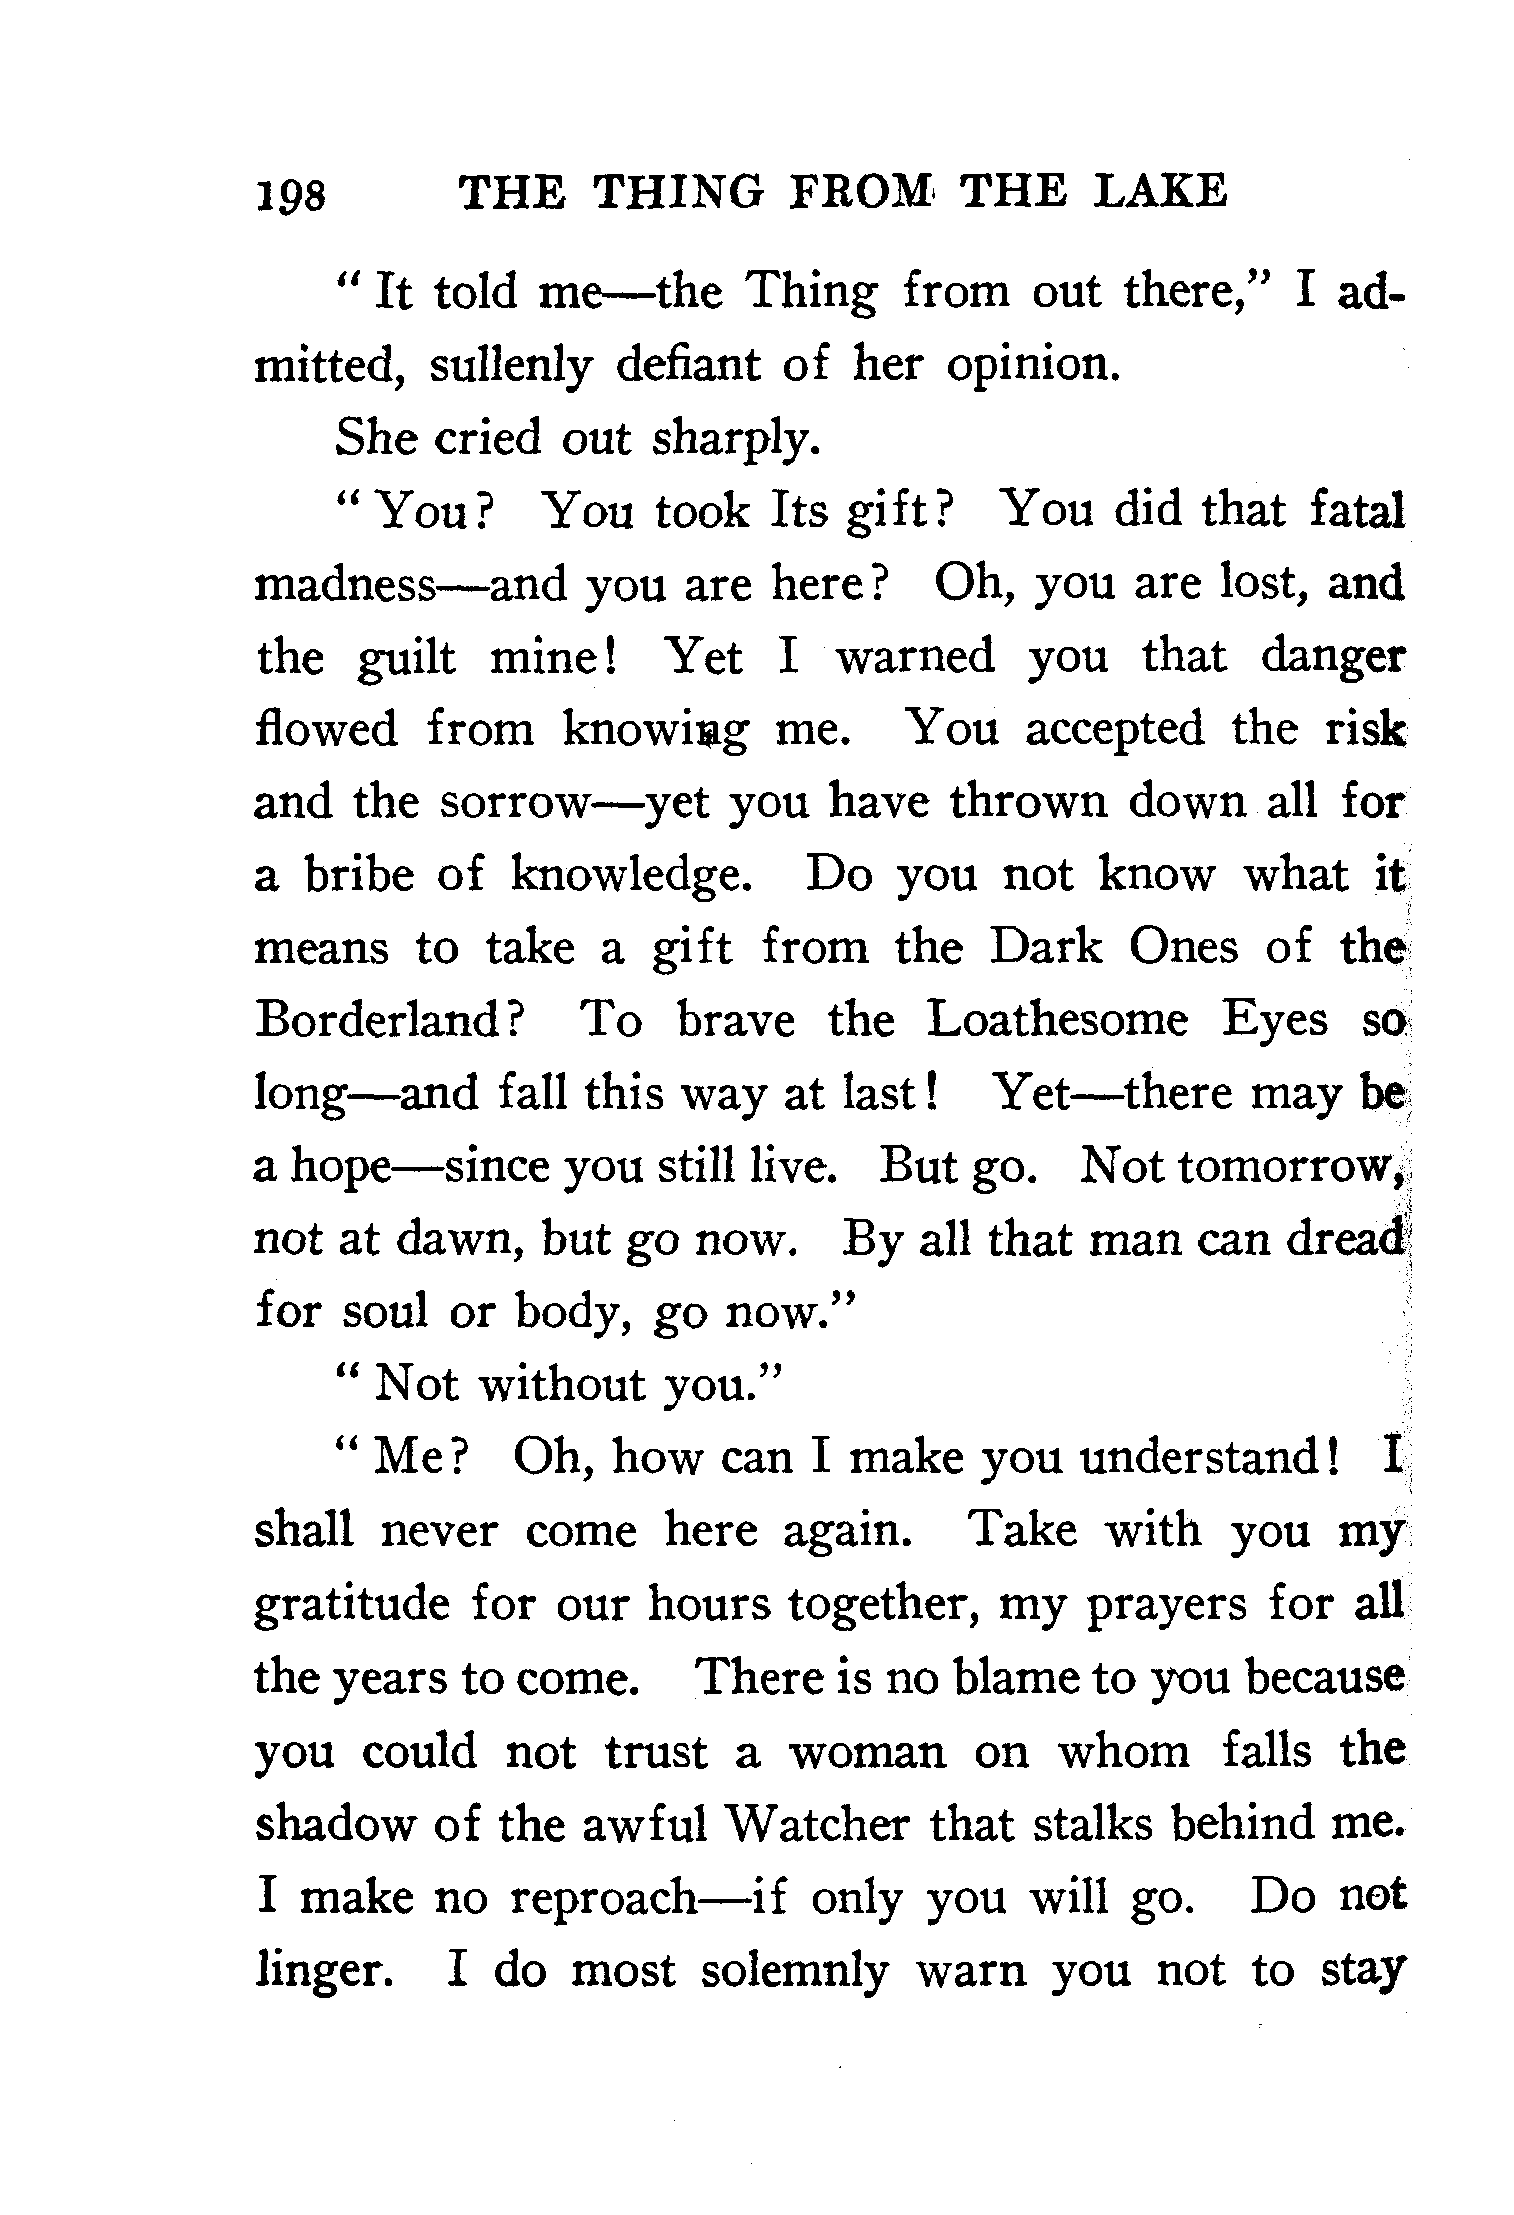 198 THE THING FROM THE LAKE
“ It told me—the Thing from out there,” I ad-
mitted, sullenly defiant of her opinion.
She cried out sharply.
“ You? You took Its gift? You did that fatal
madness—and you are here? Oh, you are lost, and
the guilt mine! Yet I warned you that danger
flowed from knowing me. You accepted the risk
and the sorrow—yet you have thrown down all for
a bribe of knowledge. Do you not know what it
means to take a gift from the Dark Ones of the
Borderland? To brave the Loathesome Eyes so
long—and fall this way at last! Yet—there may be
a hope—since you still live. But go. Not tomorrow,
not at dawn, but go now. By all that man can dread
for soul or body, go now.”
“ Not without you.”
“ Me? Oh, how can I make you understand! I
shall never come here again. Take with you my
gratitude for our hours together, my prayers for all
the years to come. There is no blame to you because
you could not trust a woman on whom falls the
shadow of the awful Watcher that stalks behind me.
I make no reproach—if only you will go. Do not
linger. I do most solemnly warn you not to stay